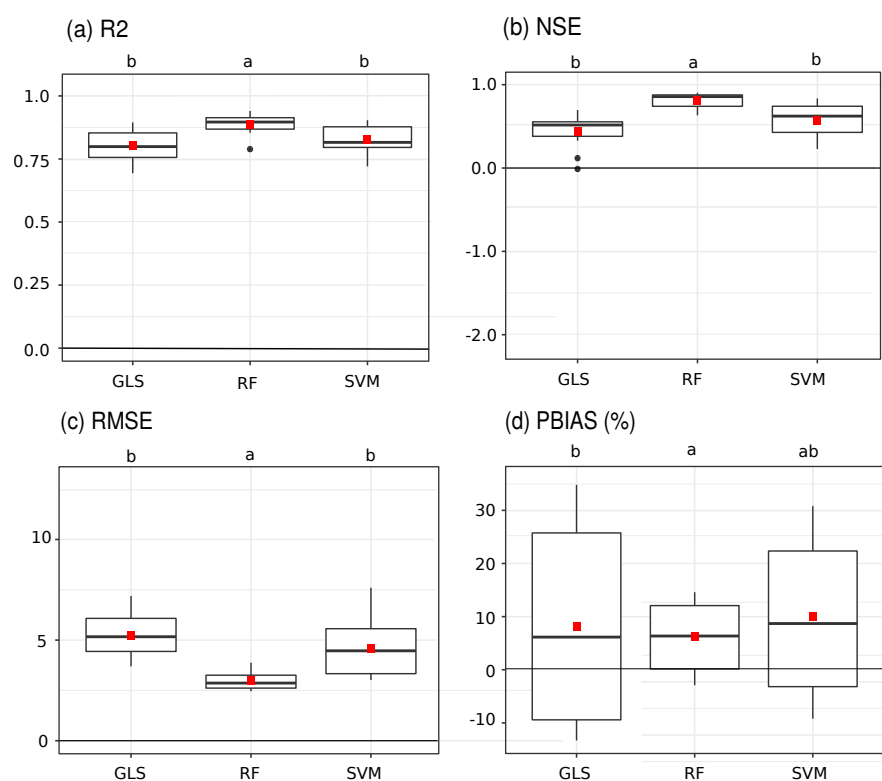 (a) R2
b a b
1.0
0.75
0.5
0.25
0.0
GLS RF SVM
(b) NSE
b a b
1.0
0.0
-1.0
-2.0
GLS RF SVM
(c) RMSE
b a b
10
5
0
GLS RF SVM
(d) PBIAS (%)
b a ab
30
20
10
0
-10
GLS RF SVM